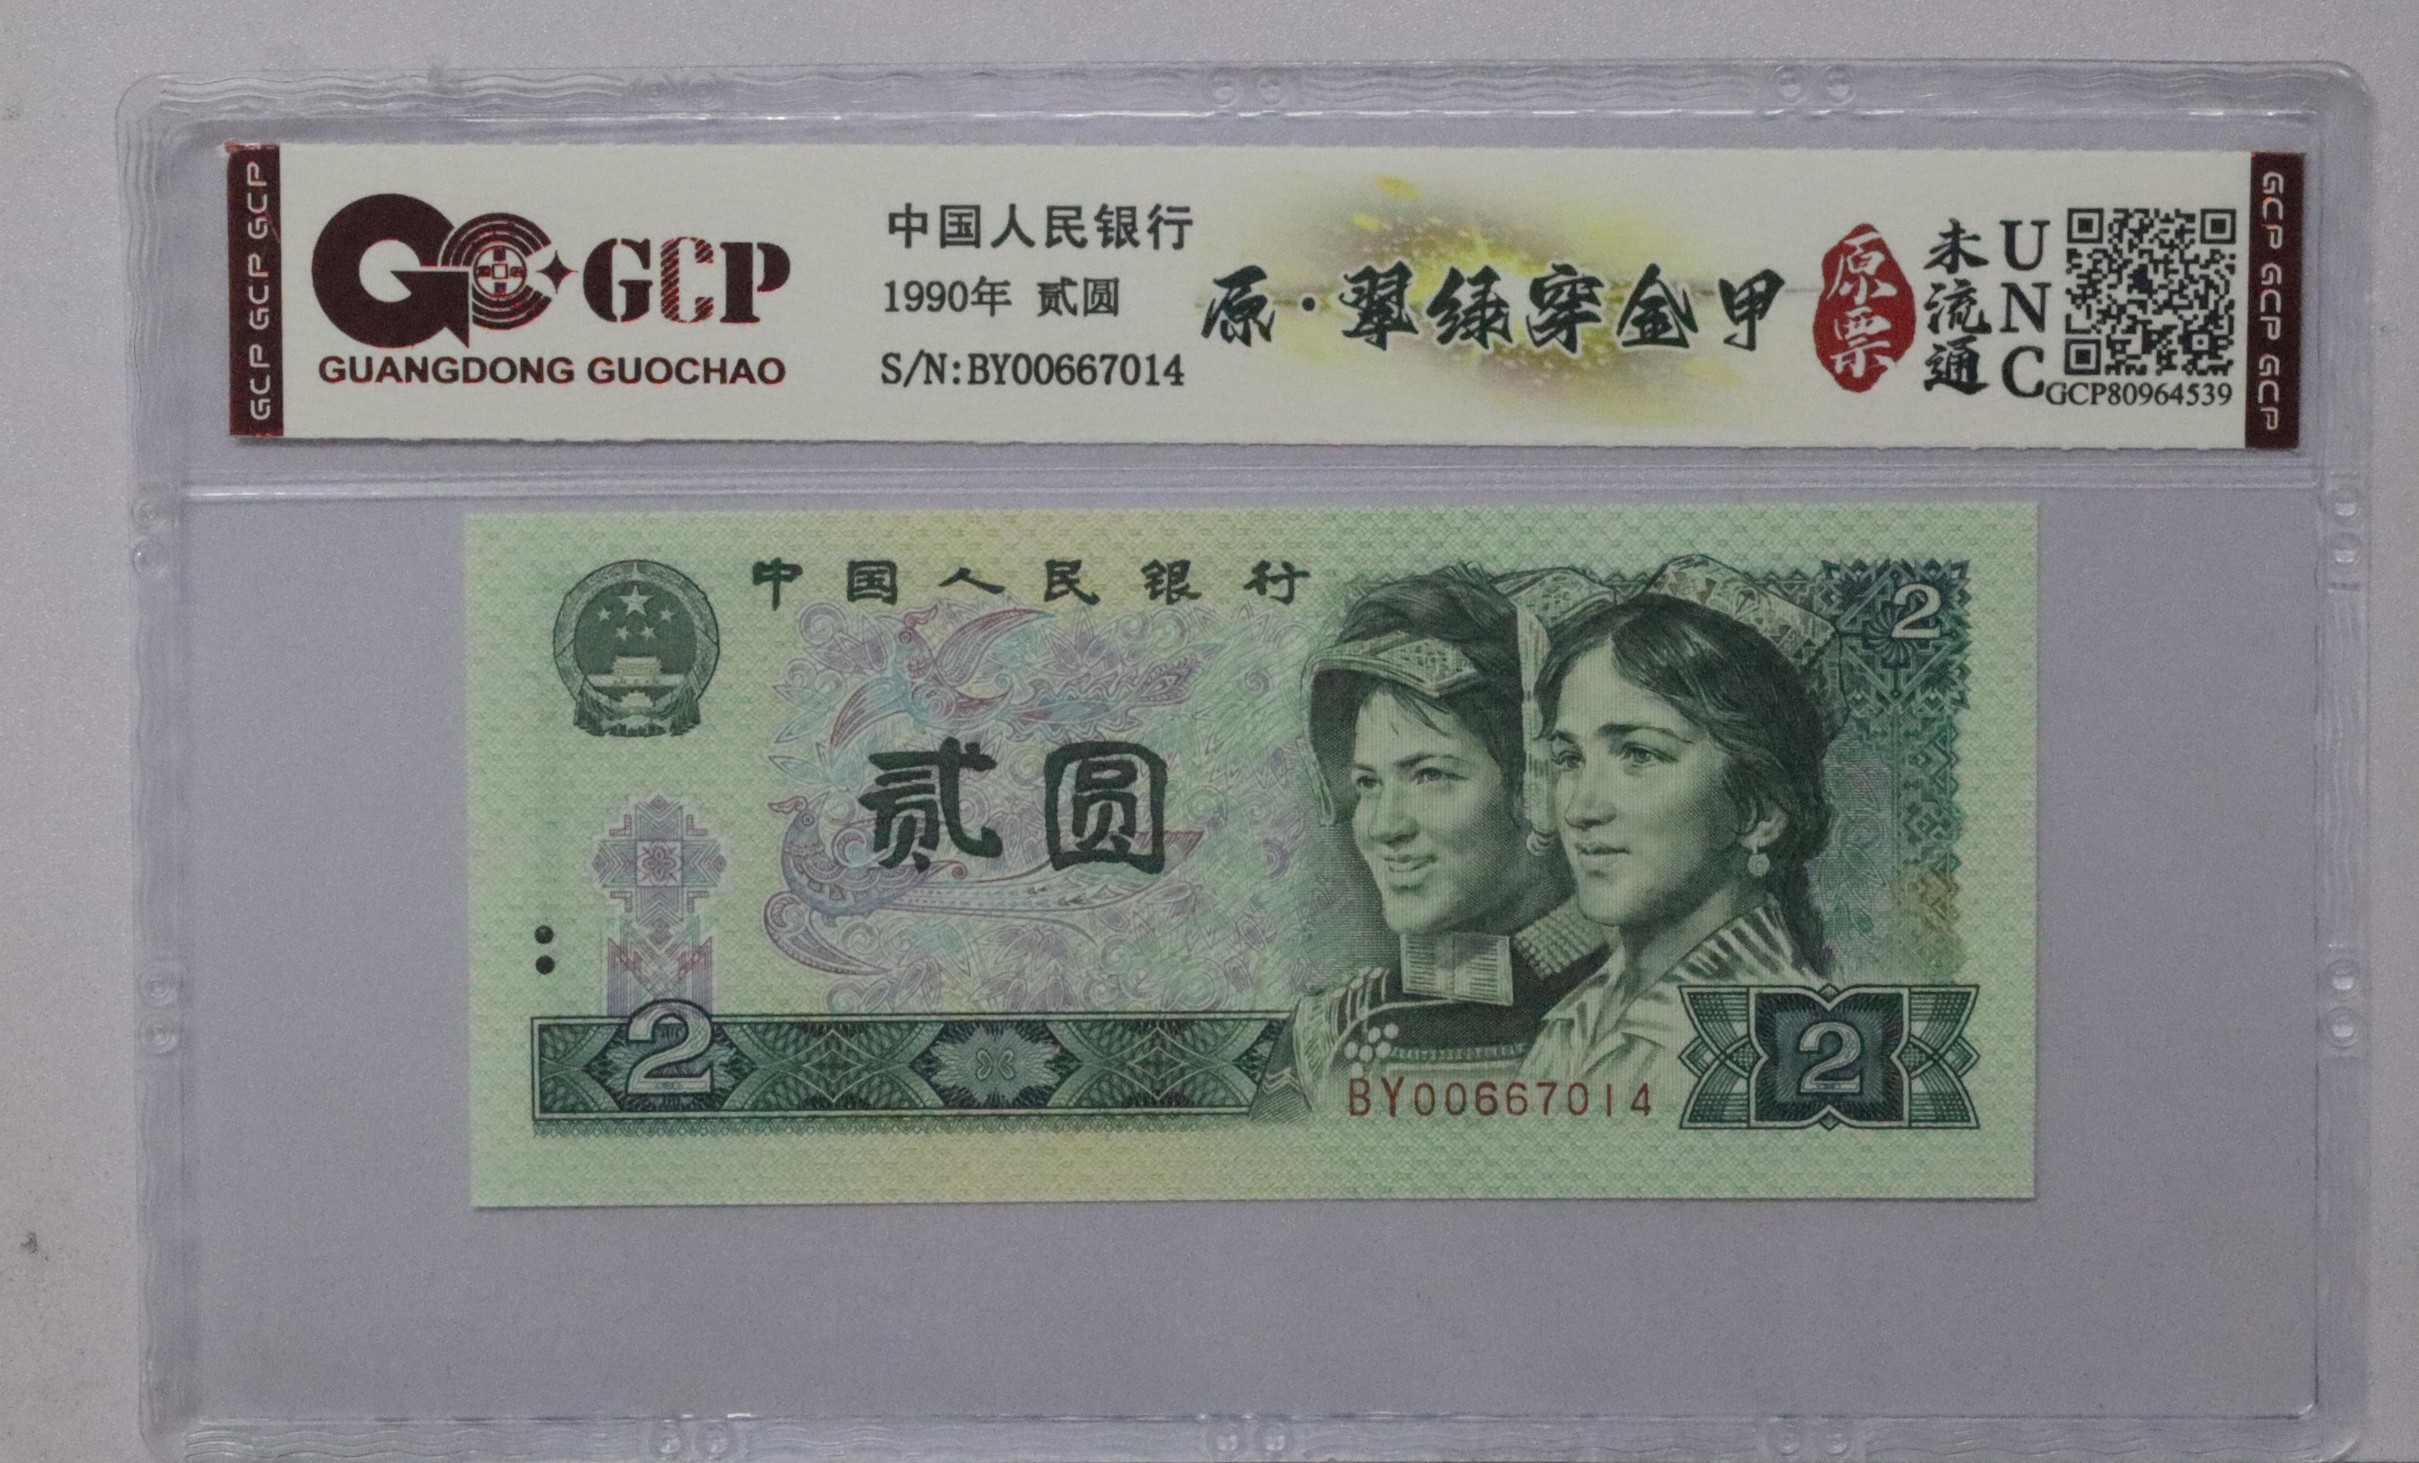 GCP GCP GCP
GCP
GUANGDONG GUOCHAO
中国人民银行
1990年 贰圆
S/N:BY00667014
原·翠绿穿金甲
原票
未流通
UNC
GCP80964539
GCP GCP GCP
中国人民银行
2
贰圆
2
BY00667014
2